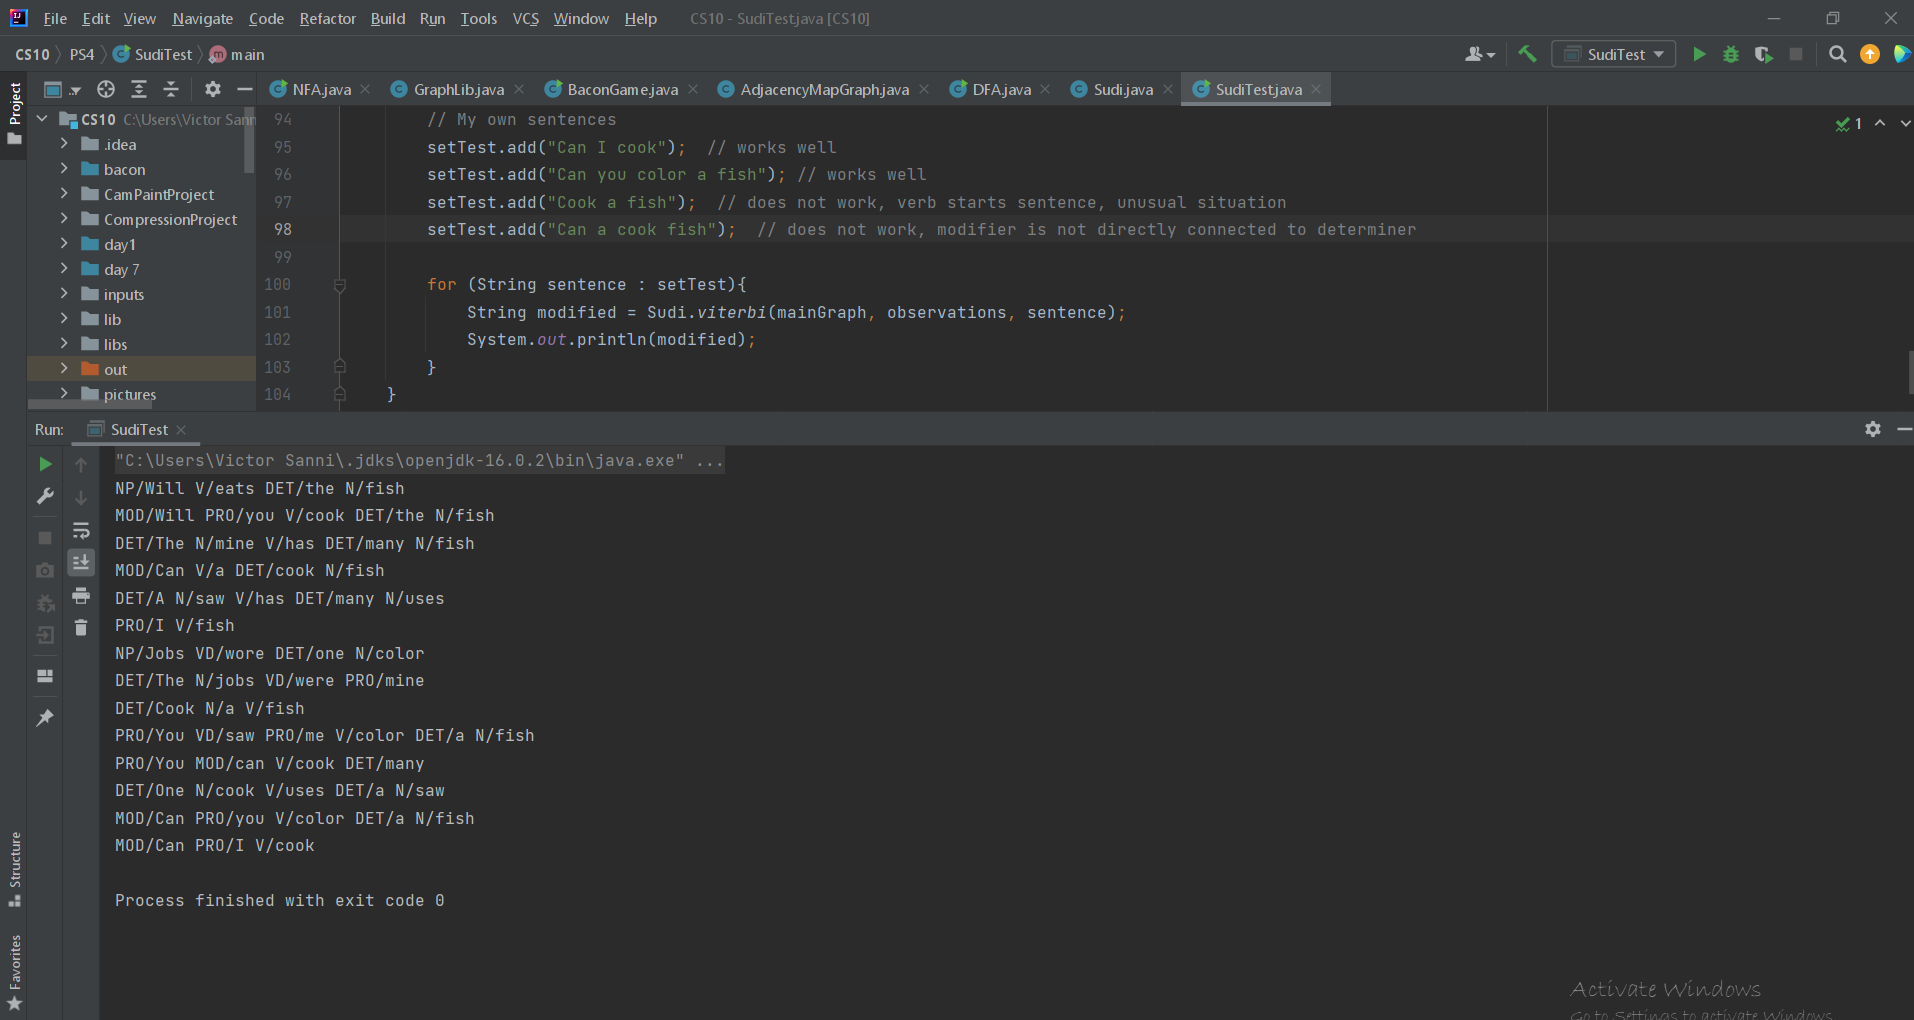 File Edit View Navigate Code Refactor Build Run Tools VCS Window Help CS10 - SudiTest.java [CS10]
CS10 PS4 SudiTest main SudiTest
Project
NFA.java GraphLib.java BaconGame.java AdjacencyMapGraph.java DFA.java Sudi.java SudiTest.java
CS10 C:\Users\Victor Sann
.idea
bacon
CamPaintProject
CompressionProject
day1
day 7
inputs
lib
libs
out
pictures
94 // My own sentences
95 setTest.add("Can I cook"); // works well
96 setTest.add("Can you color a fish"); // works well
97 setTest.add("Cook a fish"); // does not work, verb starts sentence, unusual situation
98 setTest.add("Can a cook fish"); // does not work, modifier is not directly connected to determiner
99
100 for (String sentence : setTest){
101 String modified = Sudi.viterbi(mainGraph, observations, sentence);
102 System.out.println(modified);
103 }
104 }
1
Run: SudiTest
"C:\Users\Victor Sanni\.jdks\openjdk-16.0.2\bin\java.exe" ...
NP/Will V/eats DET/the N/fish
MOD/Will PRO/you V/cook DET/the N/fish
DET/The N/mine V/has DET/many N/fish
MOD/Can V/a DET/cook N/fish
DET/A N/saw V/has DET/many N/uses
PRO/I V/fish
NP/Jobs VD/wore DET/one N/color
DET/The N/jobs VD/were PRO/mine
DET/Cook N/a V/fish
PRO/You VD/saw PRO/me V/color DET/a N/fish
PRO/You MOD/can V/cook DET/many
DET/One N/cook V/uses DET/a N/saw
MOD/Can PRO/you V/color DET/a N/fish
MOD/Can PRO/I V/cook
Process finished with exit code 0
Structure
Favorites
Activate Windows
Go to Settings to activate Windows.